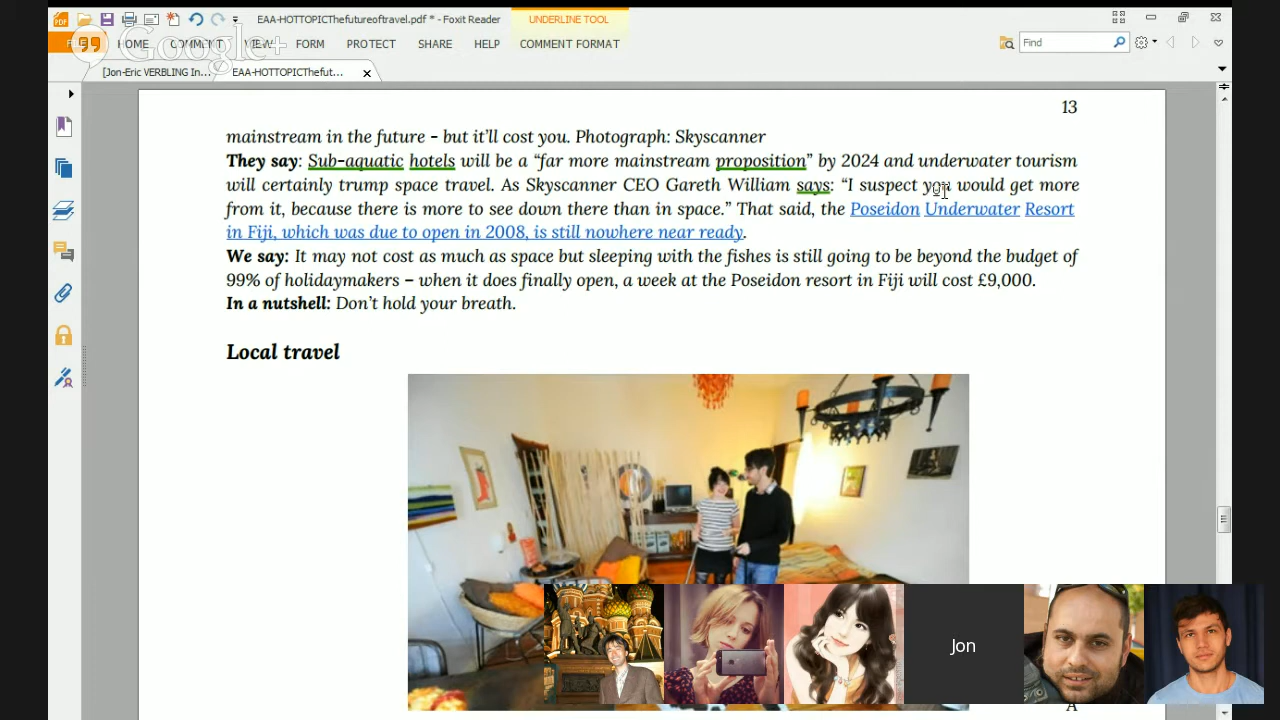 EAA-HOTTOPICThefutureoftravel.pdf * - Foxit Reader
UNDERLINE TOOL
Google+
HOME COMMENT VIEW FORM PROTECT SHARE HELP COMMENT FORMAT
Find
[Jon-Eric VERBLING In...
EAA-HOTTOPICThefut...
13
mainstream in the future - but it'll cost you. Photograph: Skyscanner
They say: Sub-aquatic hotels will be a “far more mainstream proposition” by 2024 and underwater tourism
will certainly trump space travel. As Skyscanner CEO Gareth William says: “I suspect you would get more
from it, because there is more to see down there than in space.” That said, the Poseidon Underwater Resort
in Fiji, which was due to open in 2008, is still nowhere near ready.
We say: It may not cost as much as space but sleeping with the fishes is still going to be beyond the budget of
99% of holidaymakers – when it does finally open, a week at the Poseidon resort in Fiji will cost £9,000.
In a nutshell: Don't hold your breath.
Local travel
Jon
A